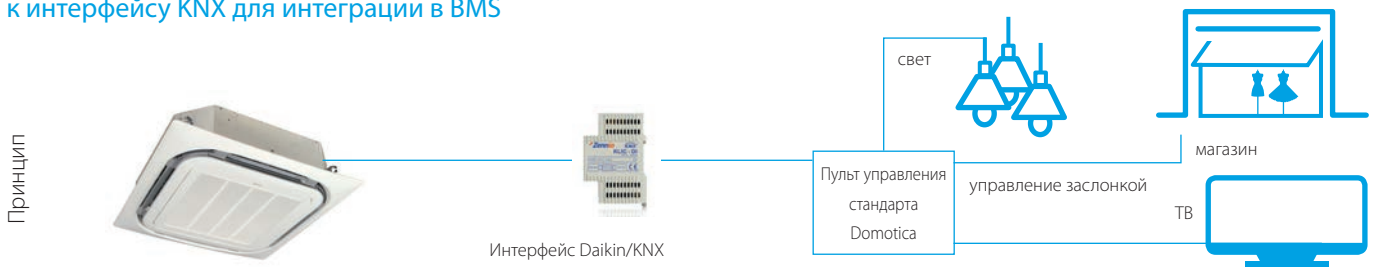 к интерфейсу KNX для интеграции в BMS
Принцип
Интерфейс Daikin/KNX
свет
Пульт управления
стандарта
Domotica
магазин
управление заслонкой
ТВ